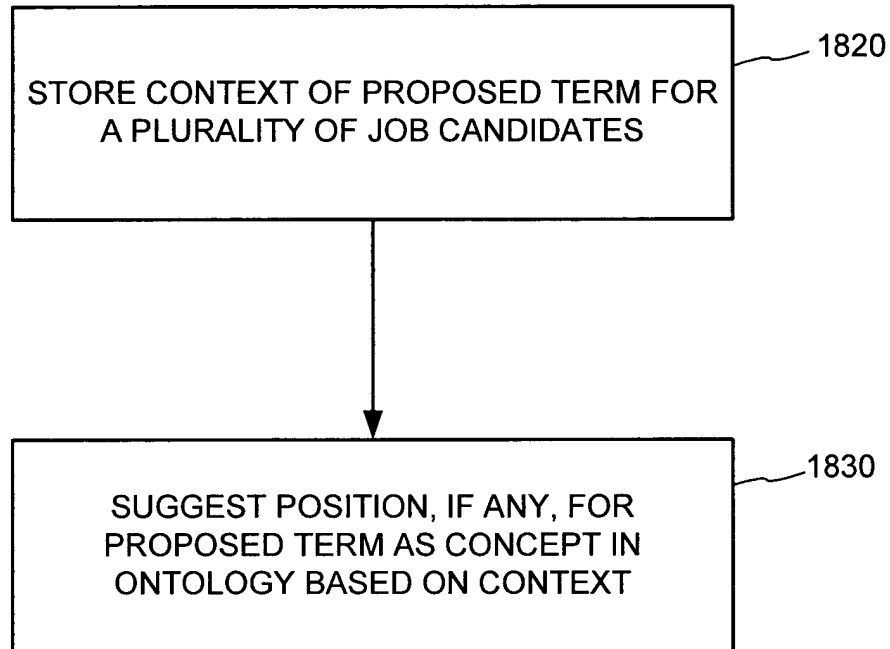 1820
STORE CONTEXT OF PROPOSED TERM FOR
A PLURALITY OF JOB CANDIDATES
1830
SUGGEST POSITION, IF ANY, FOR
PROPOSED TERM AS CONCEPT IN
ONTOLOGY BASED ON CONTEXT